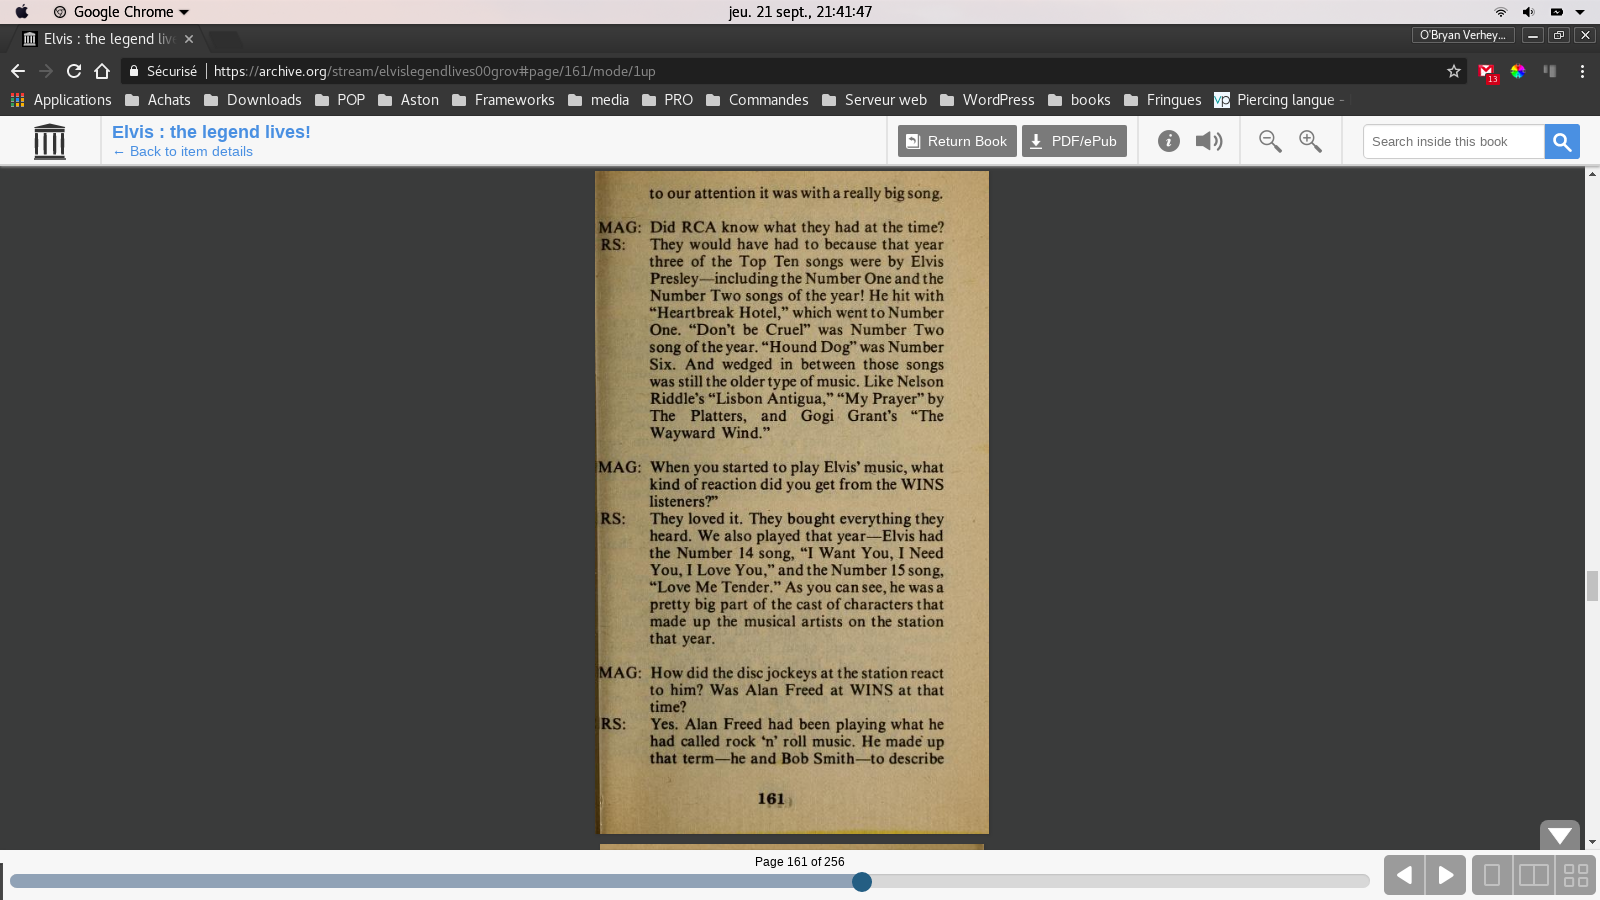 Google Chrome
jeu. 21 sept., 21:41:47
Elvis : the legend liv
O'Bryan Verhey...
Sécurisé
https://archive.org/stream/elvislegendlives00grov#page/161/mode/1up
13
Applications
Achats
Downloads
POP
Aston
Frameworks
media
PRO
Commandes
Serveur web
WordPress
books
Fringues
vp
Piercing langue -
Elvis : the legend lives!
← Back to item details
Return Book
PDF/ePub
Search inside this book
to our attention it was with a really big song.
MAG: Did RCA know what they had at the time?
RS: They would have had to because that year
three of the Top Ten songs were by Elvis
Presley—including the Number One and the
Number Two songs of the year! He hit with
“Heartbreak Hotel,” which went to Number
One. “Don't be Cruel” was Number Two
song of the year. “Hound Dog” was Number
Six. And wedged in between those songs
was still the older type of music. Like Nelson
Riddle's “Lisbon Antigua,” “My Prayer” by
The Platters, and Gogi Grant's “The
Wayward Wind.”
MAG: When you started to play Elvis’ music, what
kind of reaction did you get from the WINS
listeners?”
RS: They loved it. They bought everything they
heard. We also played that year—Elvis had
the Number 14 song, “I Want You, I Need
You, I Love You,” and the Number 15 song,
“Love Me Tender.” As you can see, he was a
pretty big part of the cast of characters that
made up the musical artists on the station
that year.
MAG: How did the disc jockeys at the station react
to him? Was Alan Freed at WINS at that
time?
RS: Yes. Alan Freed had been playing what he
had called rock ‘n’ roll music. He made up
that term—he and Bob Smith—to describe
161
Page 161 of 256